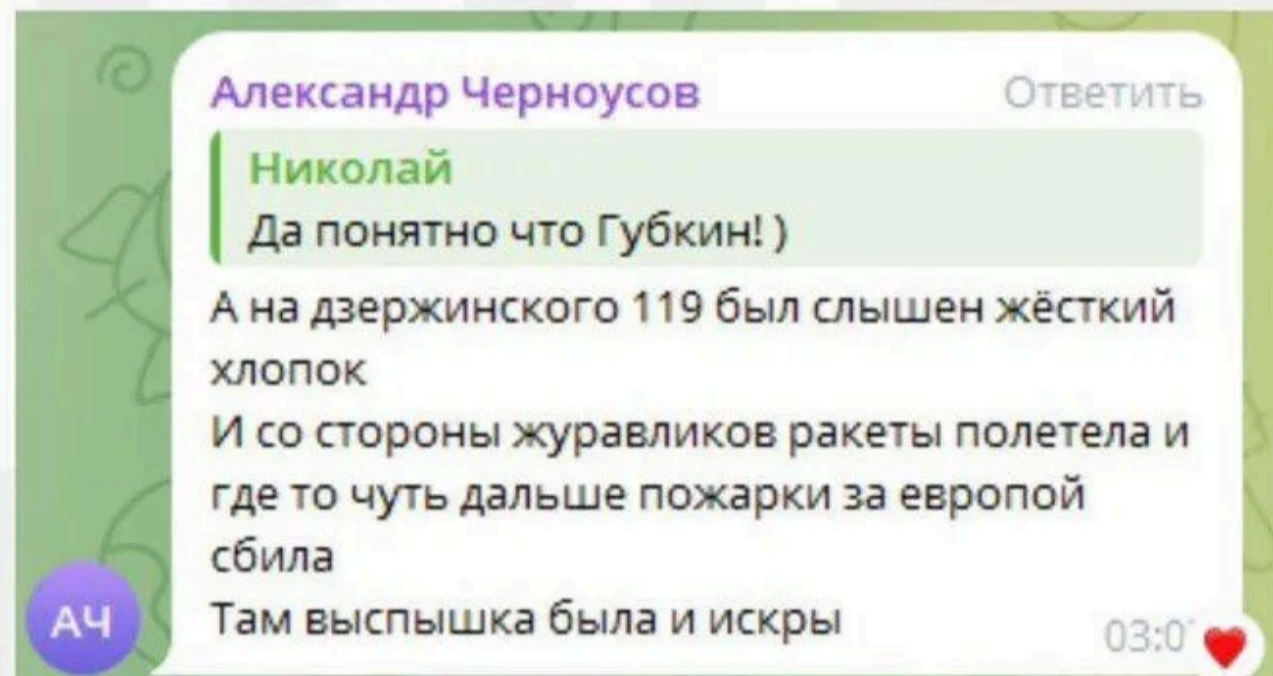 Александр Черноусов Ответить
Николай
Да понятно что Губкин! )
А на дзержинского 119 был слышен жёсткий
хлопок
И со стороны журавликов ракеты полетела и
где то чуть дальше пожарки за европой
сбила
Там выспышка была и искры
АЧ